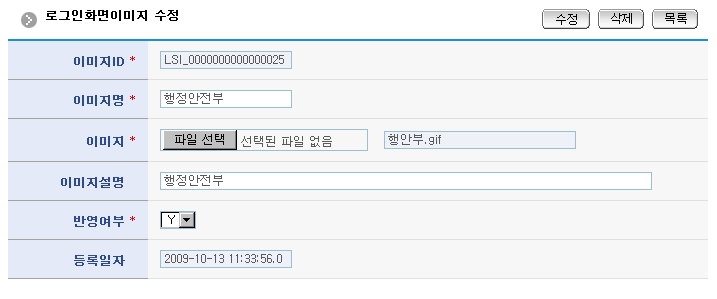 로그인화면이미지 수정
수정 삭제 목록
이미지ID * LSI_0000000000000025
이미지명 * 행정안전부
이미지 * 파일 선택 선택된 파일 없음 행안부.gif
이미지설명 행정안전부
반영여부 * Y
등록일자 2009-10-13 11:33:56.0